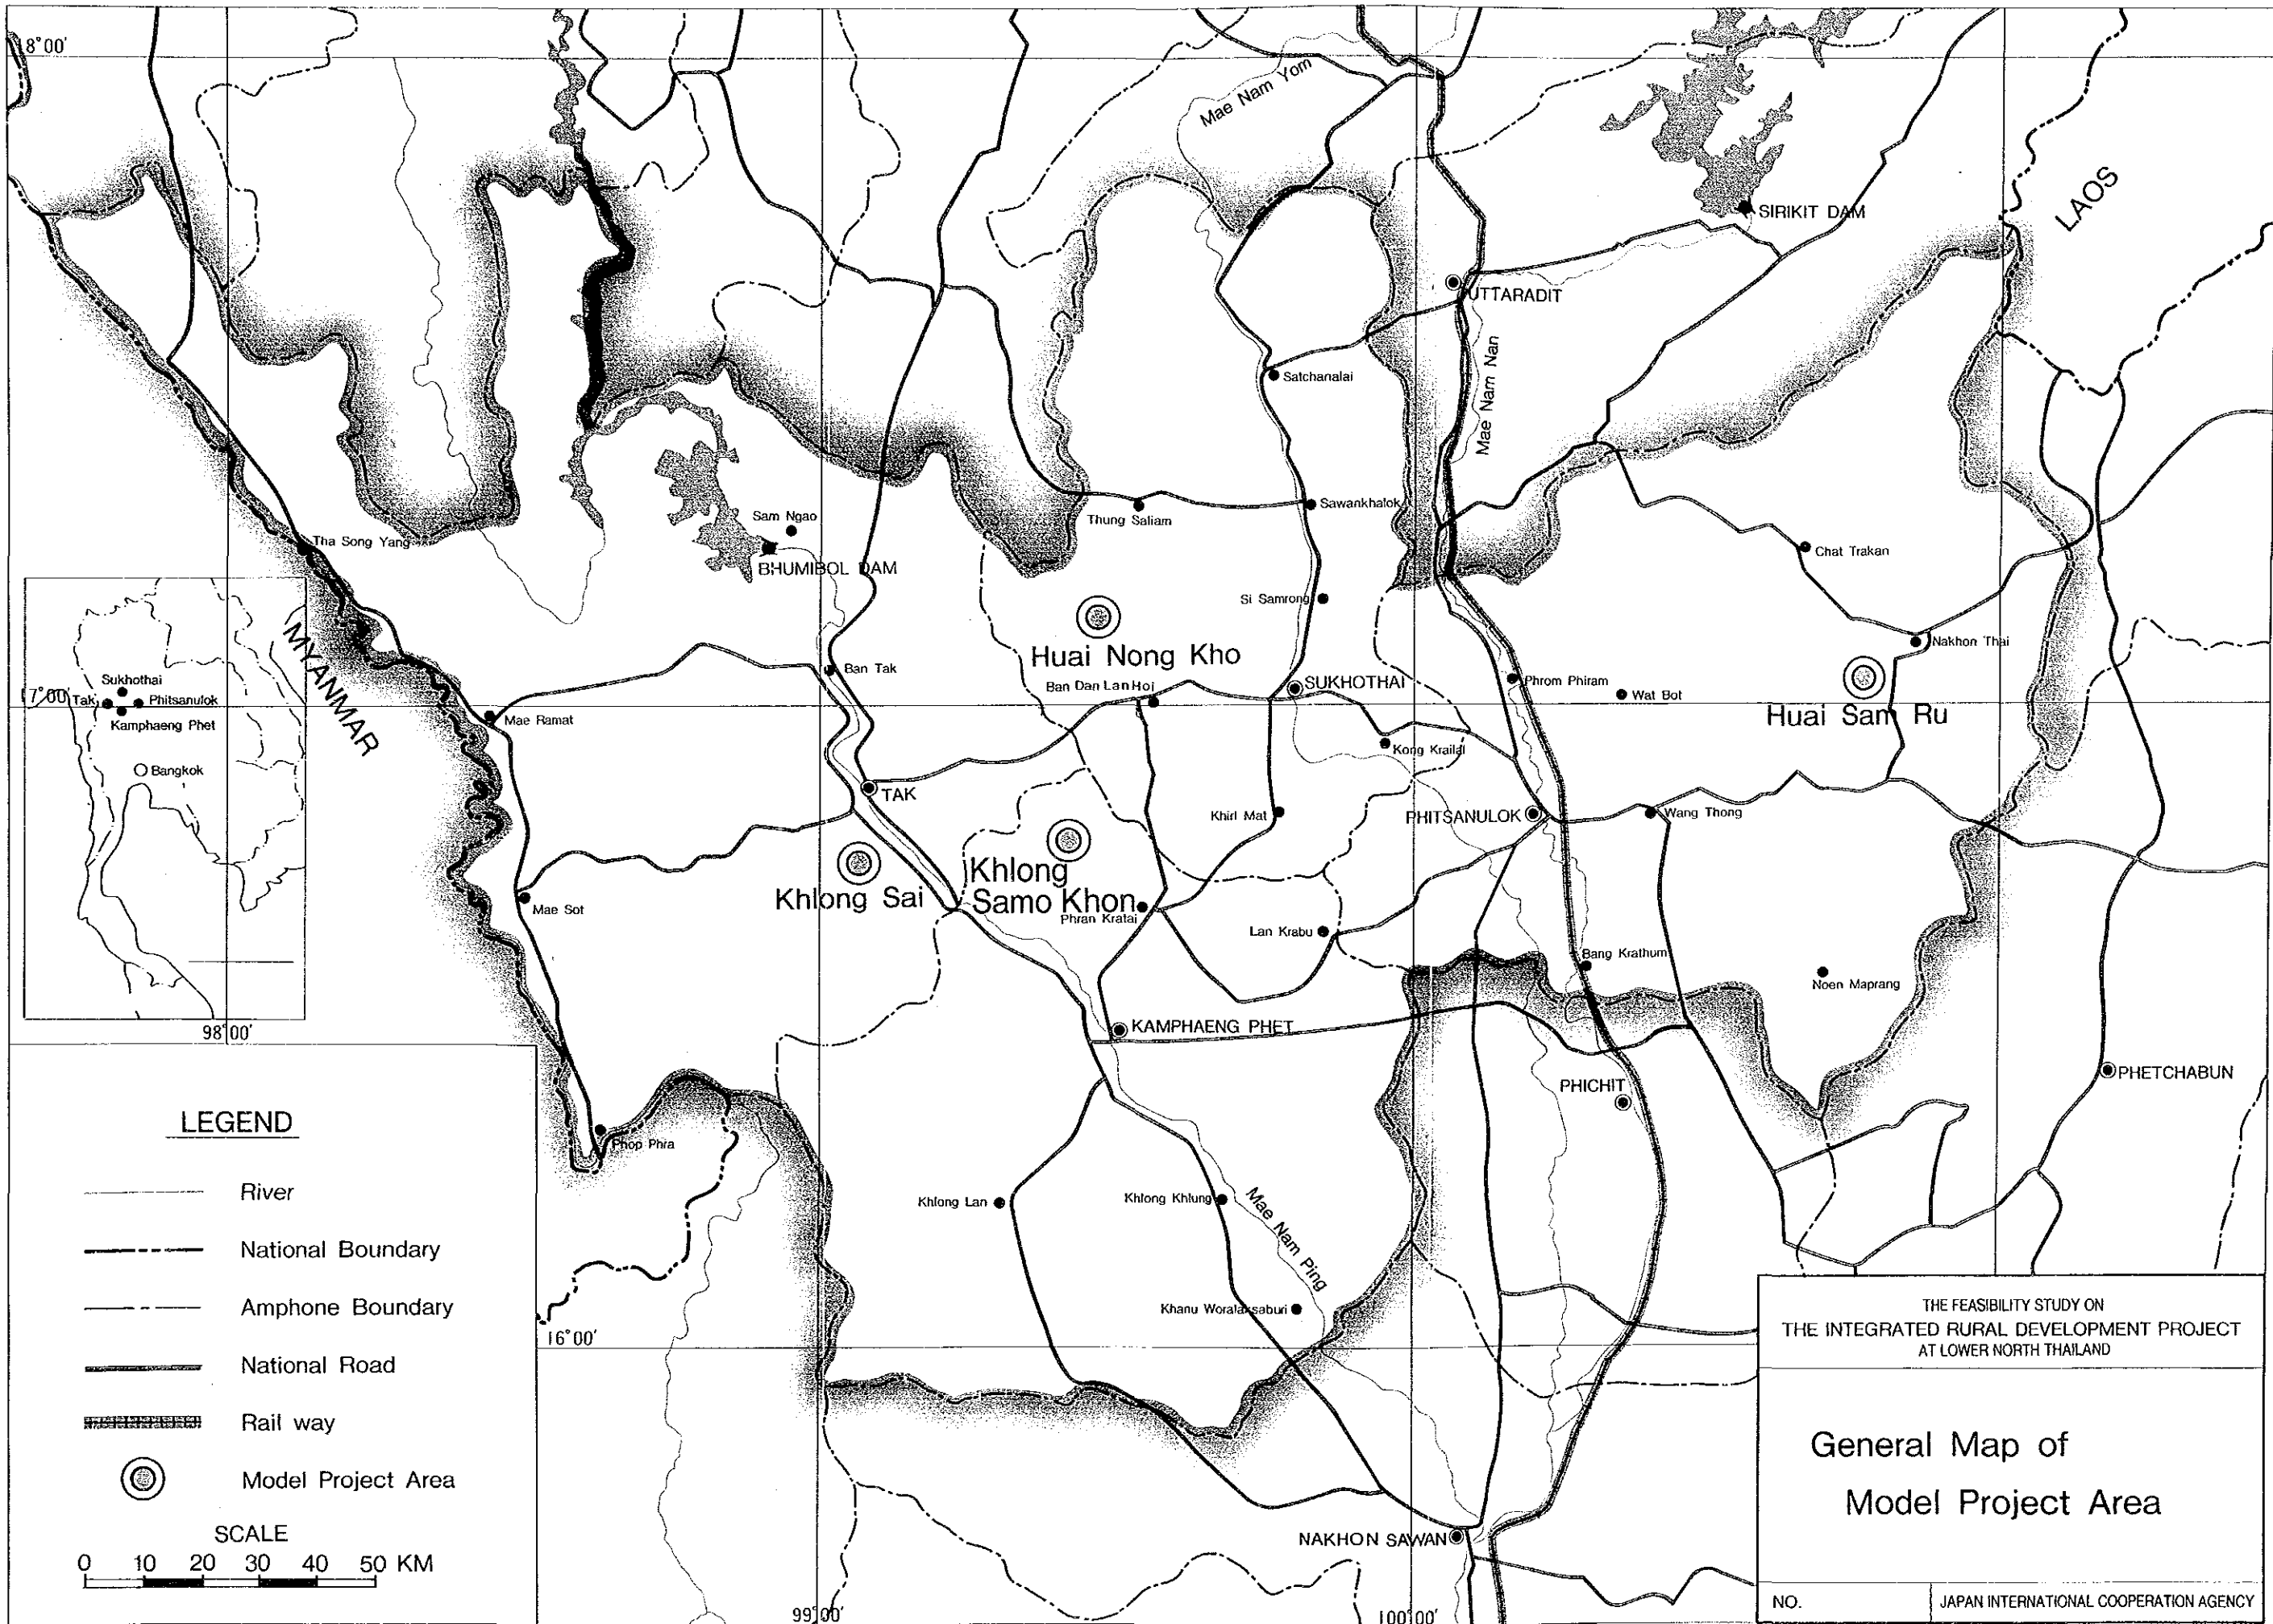 18°00'
Mae Nam Yom
LAOS
SIRIKIT DAM
UTTARADIT
Mae Nam Nan
Satchanalai
Sawankhalok
Thung Saliam
Sam Ngao
BHUMIBOL DAM
Tha Song Yang
Chat Trakan
Si Samrong
Huai Nong Kho
Nakhon Thai
MYANMAR
Ban Tak
Ban Dan Lan Hoi
SUKHOTHAI
Phrom Phiram
Wat Bot
Huai Sam Ru
Sukhothai
17°00'
Tak
Phitsanulok
Kamphaeng Phet
Bangkok
Mae Ramat
Kong Krailal
TAK
Khirl Mat
PHITSANULOK
Wang Thong
Khlong Sai
Khlong
Samo Khon
Phran Kratai
Mae Sot
Lan Krabu
Bang Krathum
Noen Maprang
98°00'
KAMPHAENG PHET
PHICHIT
PHETCHABUN
Phop Phra
Khlong Lan
Khlong Khlung
Mae Nam Ping
Khanu Woralaksaburi
16°00'
NAKHON SAWAN
99°00'
100°00'
LEGEND
River
National Boundary
Amphone Boundary
National Road
Rail way
Model Project Area
SCALE
0 10 20 30 40 50 KM
THE FEASIBILITY STUDY ON
THE INTEGRATED RURAL DEVELOPMENT PROJECT
AT LOWER NORTH THAILAND
General Map of
Model Project Area
NO.
JAPAN INTERNATIONAL COOPERATION AGENCY